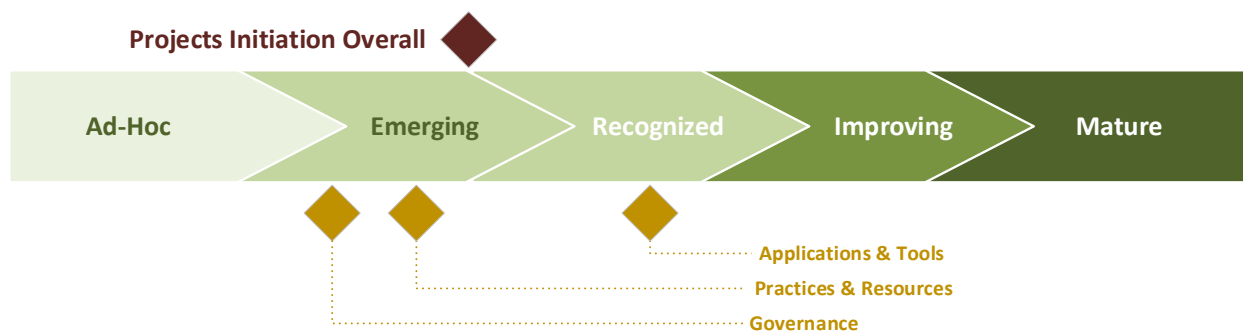 Projects Initiation Overall
Ad-Hoc
Emerging
Recognized
Improving
Mature
Applications & Tools
Practices & Resources
Governance